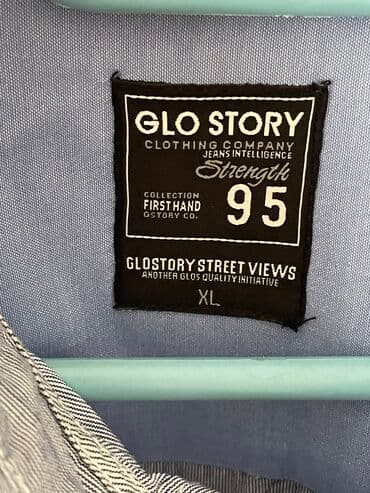 GLO STORY
CLOTHING COMPANY
JEANS INTELLIGENCE
Strength
COLLECTION
FIRSTHAND
GSTORY CO.
95
GLOSTORY STREET VIEWS
ANOTHER GLOS QUALITY INITIATIVE
XL